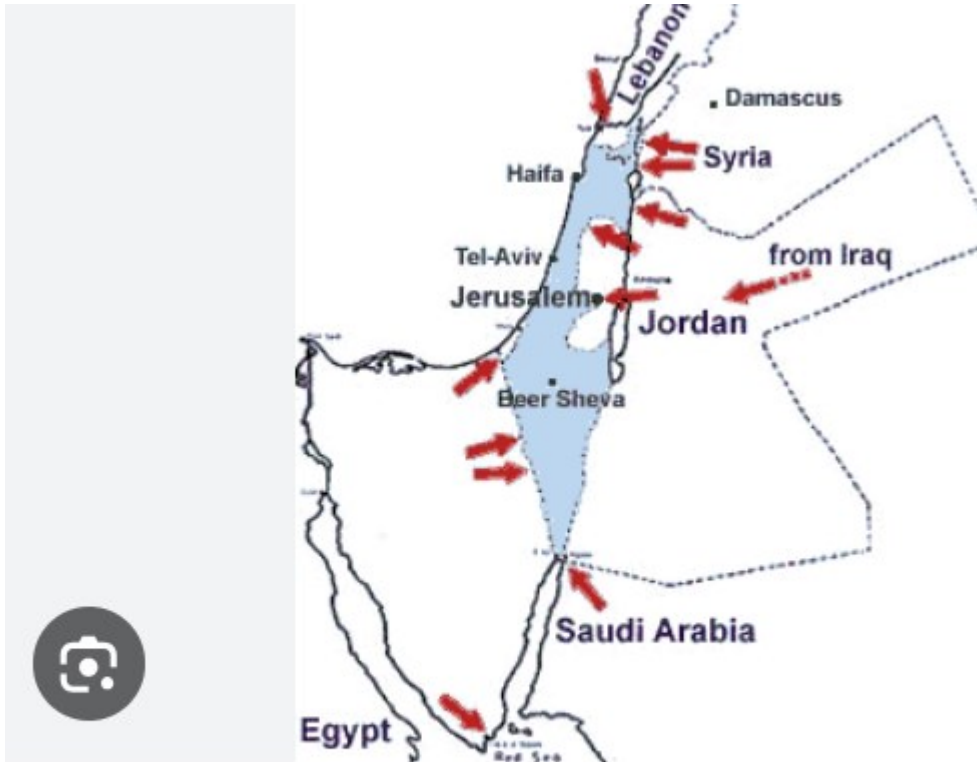 Lebanon
Damascus
Syria
Haifa
Tel-Aviv
from Iraq
Jerusalem
Jordan
Beer Sheva
Saudi Arabia
Egypt
Red Sea